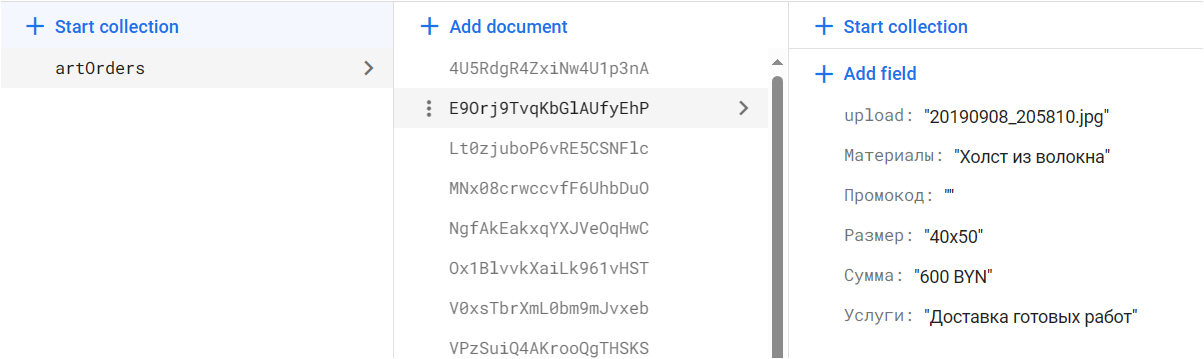 Start collection
artOrders
Add document
4U5RdgR4ZxiNw4U1p3nA
E9Orj9TvqKbGlAUfyEhP
Lt0zjuboP6vRE5CSNFlc
MNx08crwccvfF6UhbDuO
NgfAkEakxqYXJVeOqHwC
Ox1BlvvkXaiLk961vHST
V0xsTbrXmL0bm9mJvxeb
VPzSuiQ4AKrooQgTHSKS
Start collection
Add field
upload: "20190908_205810.jpg"
Материалы: "Холст из волокна"
Промокод: ""
Размер: "40x50"
Сумма: "600 BYN"
Услуги: "Доставка готовых работ"